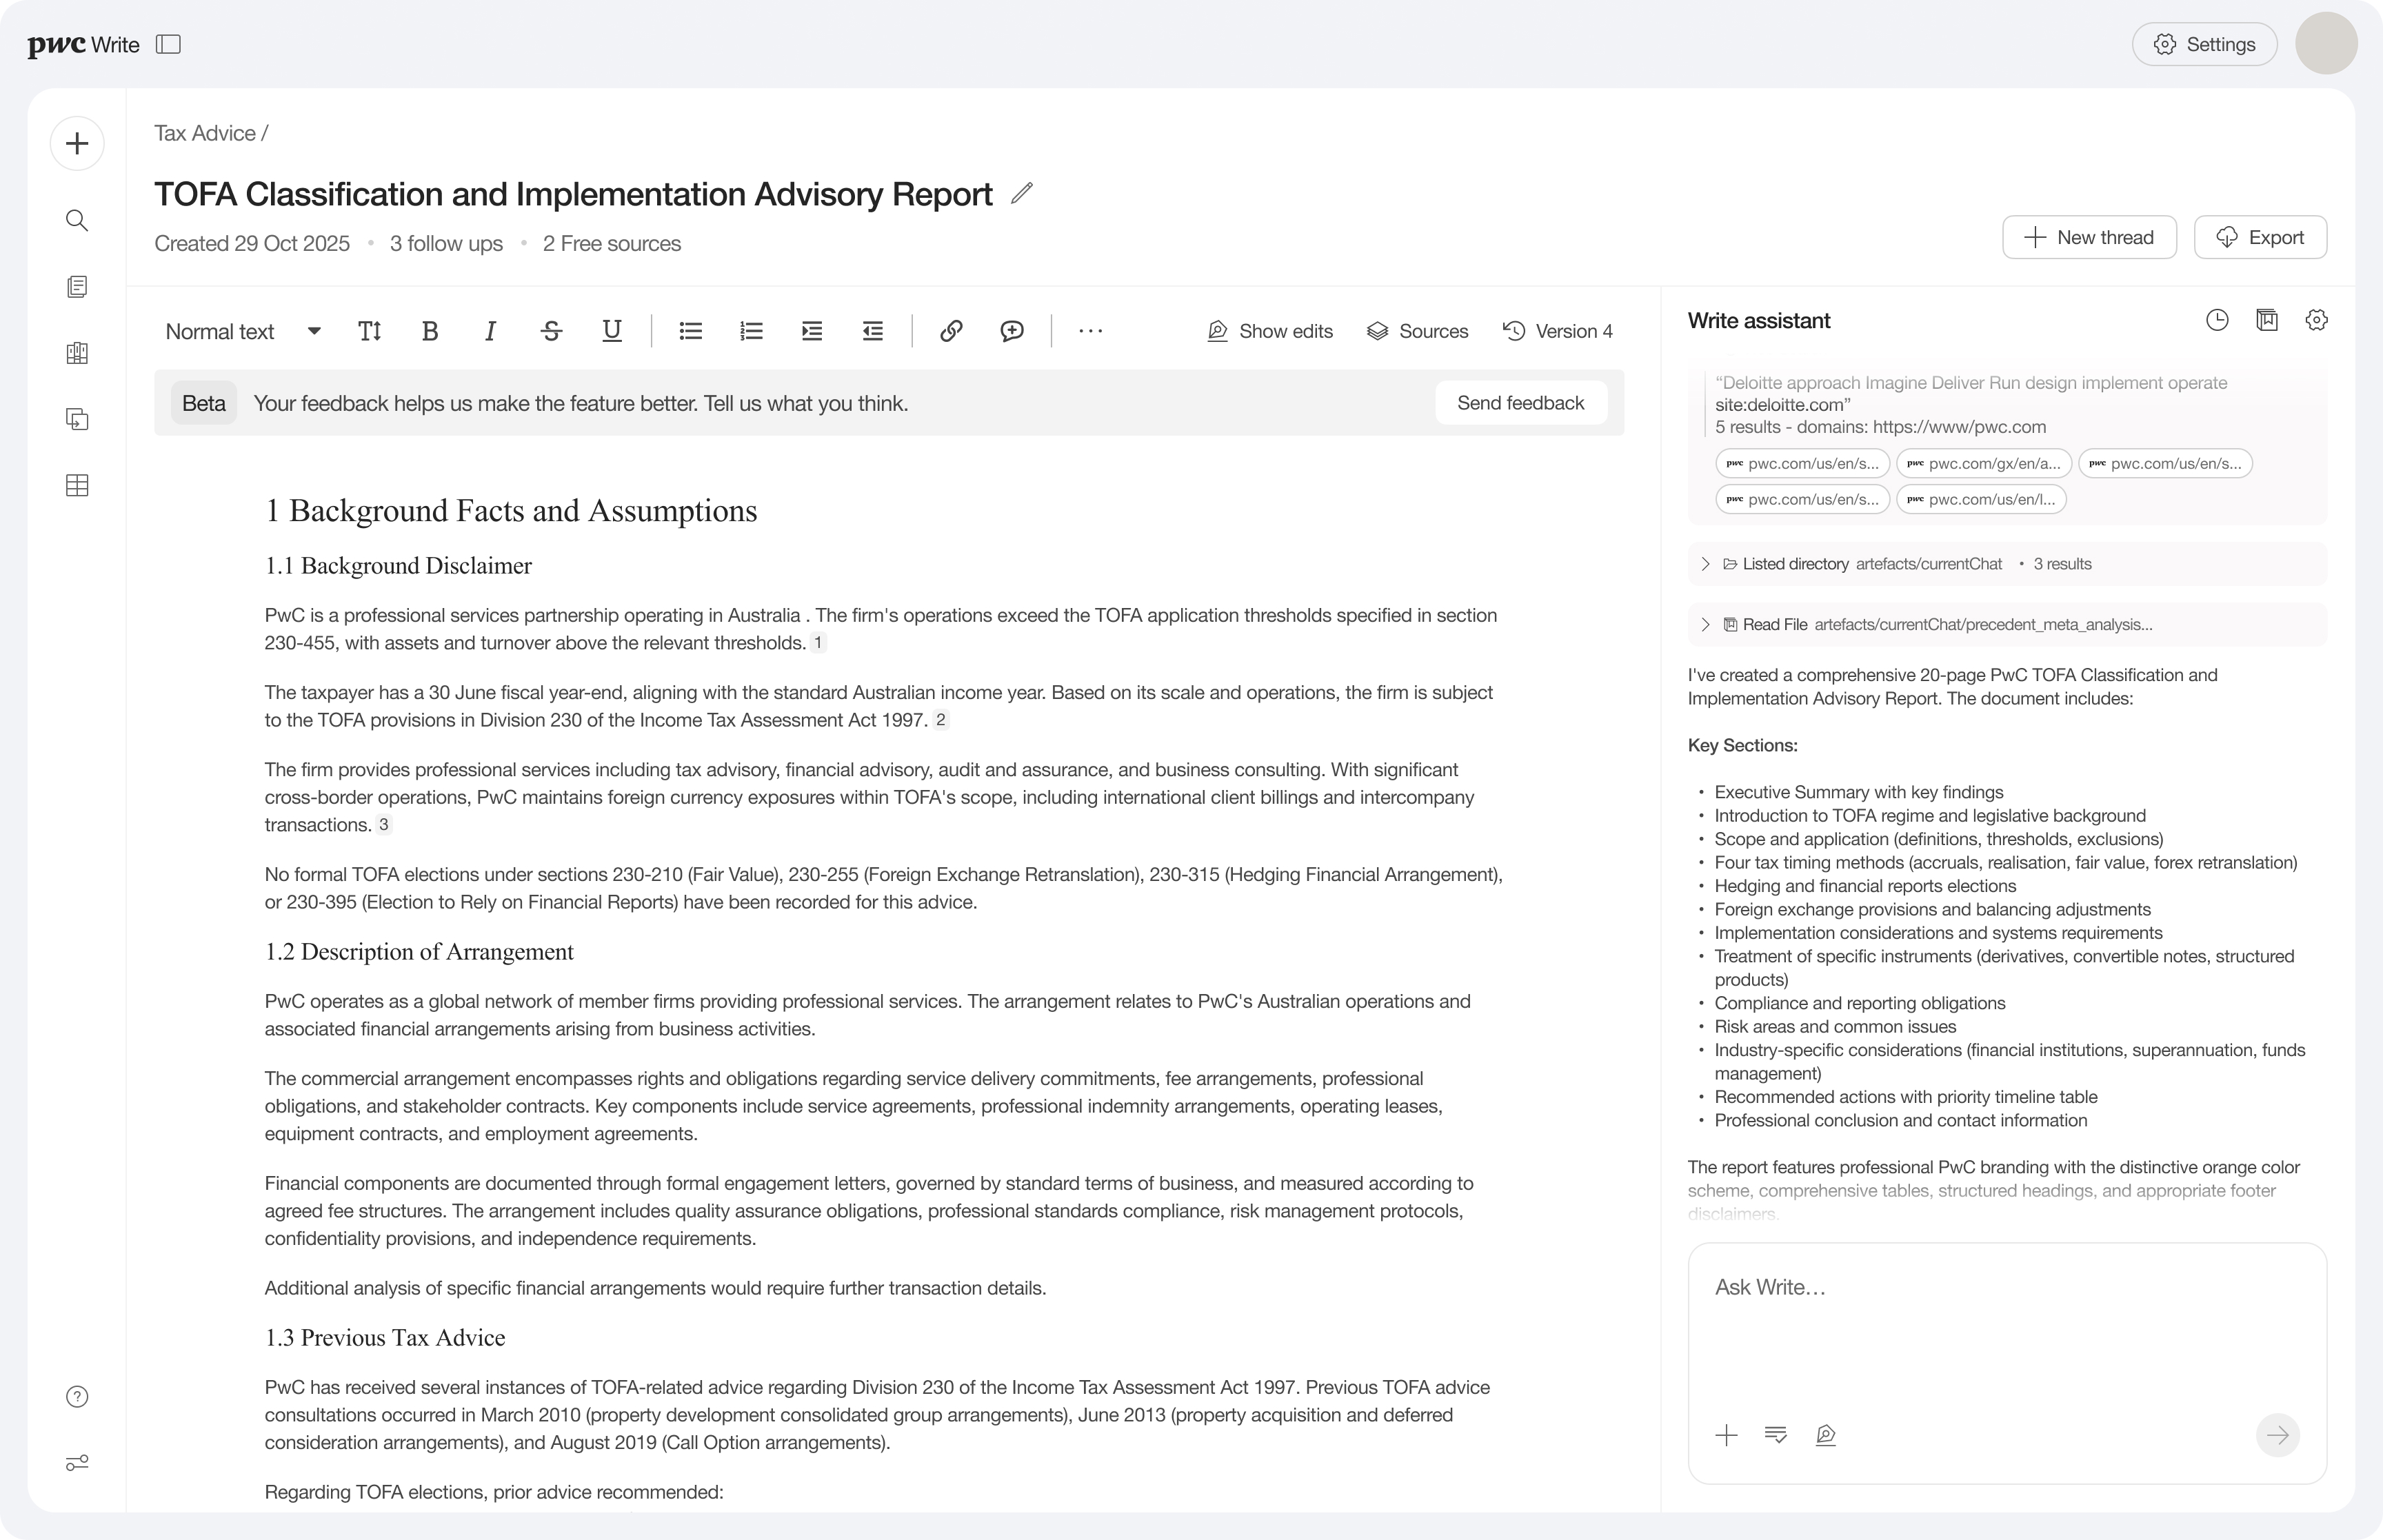 pwc Write
Settings
Tax Advice /
TOFA Classification and Implementation Advisory Report
Created 29 Oct 2025 • 3 follow ups • 2 Free sources
New thread
Export
Normal text
B I S U
Show edits
Sources
Version 4
Beta
Your feedback helps us make the feature better. Tell us what you think.
Send feedback
1 Background Facts and Assumptions
1.1 Background Disclaimer
PwC is a professional services partnership operating in Australia . The firm's operations exceed the TOFA application thresholds specified in section
230-455, with assets and turnover above the relevant thresholds. 1
The taxpayer has a 30 June fiscal year-end, aligning with the standard Australian income year. Based on its scale and operations, the firm is subject
to the TOFA provisions in Division 230 of the Income Tax Assessment Act 1997. 2
The firm provides professional services including tax advisory, financial advisory, audit and assurance, and business consulting. With significant
cross-border operations, PwC maintains foreign currency exposures within TOFA's scope, including international client billings and intercompany
transactions. 3
No formal TOFA elections under sections 230-210 (Fair Value), 230-255 (Foreign Exchange Retranslation), 230-315 (Hedging Financial Arrangement),
or 230-395 (Election to Rely on Financial Reports) have been recorded for this advice.
1.2 Description of Arrangement
PwC operates as a global network of member firms providing professional services. The arrangement relates to PwC's Australian operations and
associated financial arrangements arising from business activities.
The commercial arrangement encompasses rights and obligations regarding service delivery commitments, fee arrangements, professional
obligations, and stakeholder contracts. Key components include service agreements, professional indemnity arrangements, operating leases,
equipment contracts, and employment agreements.
Financial components are documented through formal engagement letters, governed by standard terms of business, and measured according to
agreed fee structures. The arrangement includes quality assurance obligations, professional standards compliance, risk management protocols,
confidentiality provisions, and independence requirements.
Additional analysis of specific financial arrangements would require further transaction details.
1.3 Previous Tax Advice
PwC has received several instances of TOFA-related advice regarding Division 230 of the Income Tax Assessment Act 1997. Previous TOFA advice
consultations occurred in March 2010 (property development consolidated group arrangements), June 2013 (property acquisition and deferred
consideration arrangements), and August 2019 (Call Option arrangements).
Regarding TOFA elections, prior advice recommended:
Write assistant
“Deloitte approach Imagine Deliver Run design implement operate
site:deloitte.com”
5 results - domains: https://www/pwc.com
pwc pwc.com/us/en/s...
pwc pwc.com/gx/en/a...
pwc pwc.com/us/en/s...
pwc pwc.com/us/en/s...
pwc pwc.com/us/en/l...
Listed directory artefacts/currentChat • 3 results
Read File artefacts/currentChat/precedent_meta_analysis...
I've created a comprehensive 20-page PwC TOFA Classification and
Implementation Advisory Report. The document includes:
Key Sections:
• Executive Summary with key findings
• Introduction to TOFA regime and legislative background
• Scope and application (definitions, thresholds, exclusions)
• Four tax timing methods (accruals, realisation, fair value, forex retranslation)
• Hedging and financial reports elections
• Foreign exchange provisions and balancing adjustments
• Implementation considerations and systems requirements
• Treatment of specific instruments (derivatives, convertible notes, structured
products)
• Compliance and reporting obligations
• Risk areas and common issues
• Industry-specific considerations (financial institutions, superannuation, funds
management)
• Recommended actions with priority timeline table
• Professional conclusion and contact information
The report features professional PwC branding with the distinctive orange color
scheme, comprehensive tables, structured headings, and appropriate footer
disclaimers.
Ask Write…